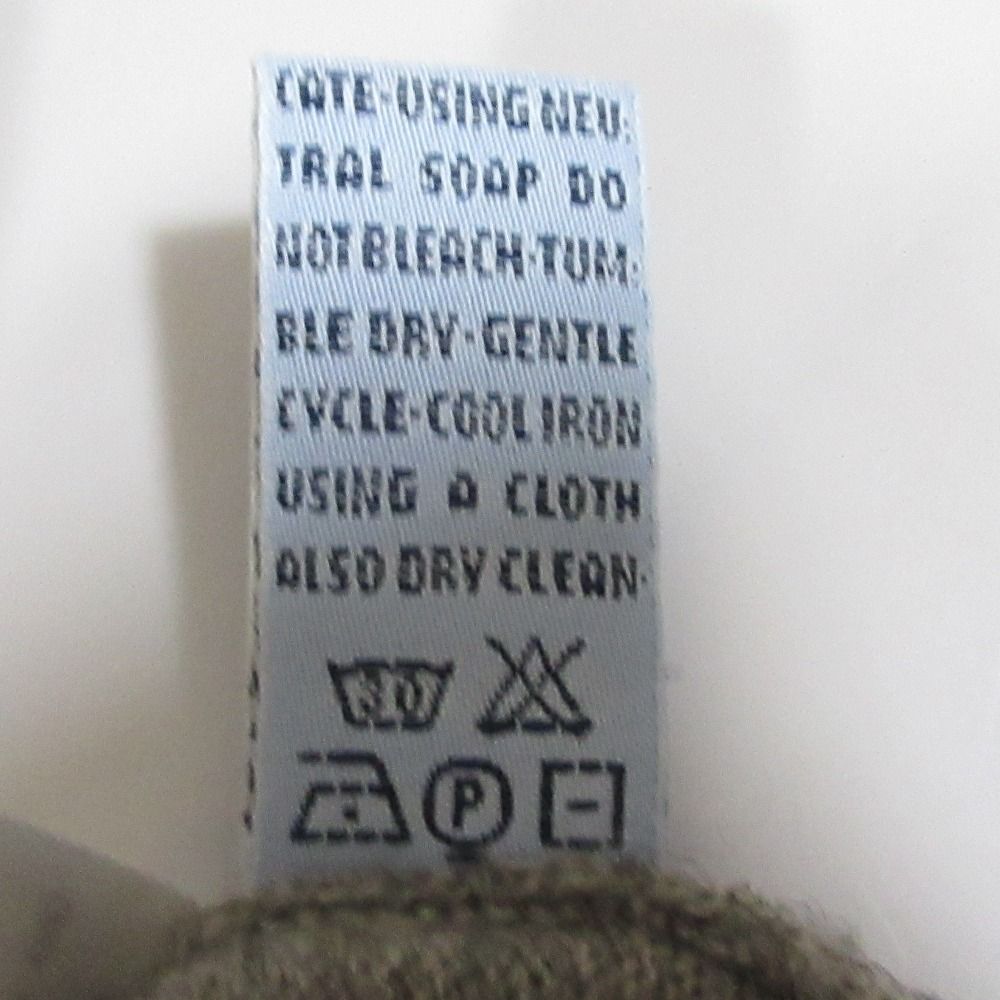 CATE-USING NEU-
TRAL SOAP DO
NOT BLEACH-TUM-
BLE DRY-GENTLE
CYCLE-COOL IRON
USING A CLOTH
ALSO DRY CLEAN-
30
P